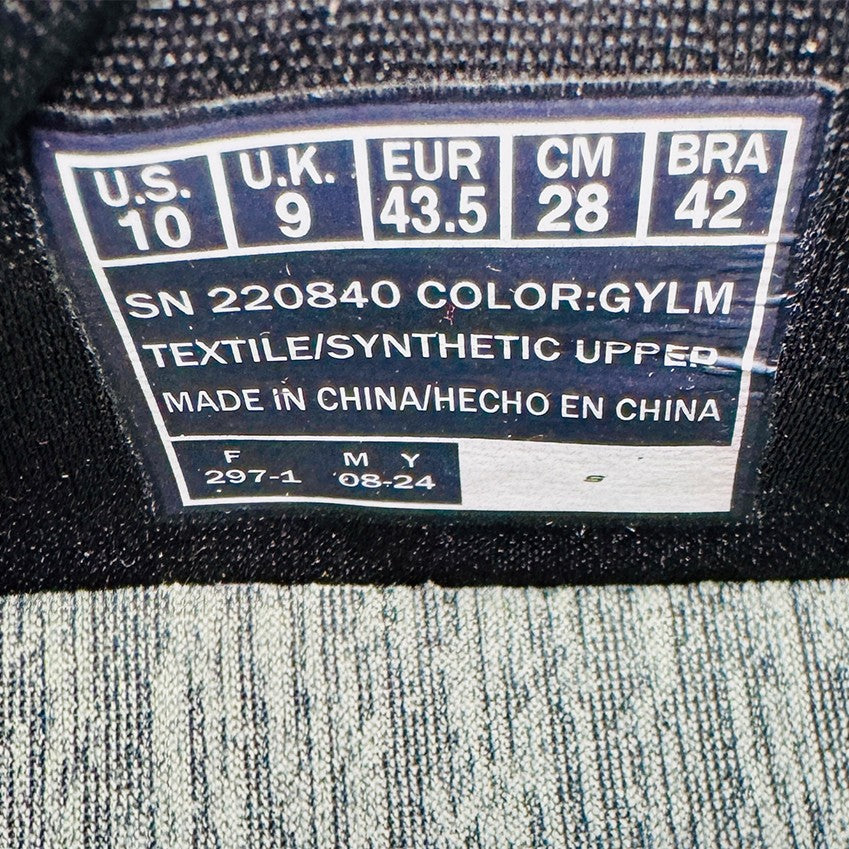 U.S. U.K. EUR CM BRA
10 9 43.5 28 42
SN 220840 COLOR:GYLM
TEXTILE/SYNTHETIC UPPER
MADE IN CHINA/HECHO EN CHINA
F M Y
297-1 08-24
S